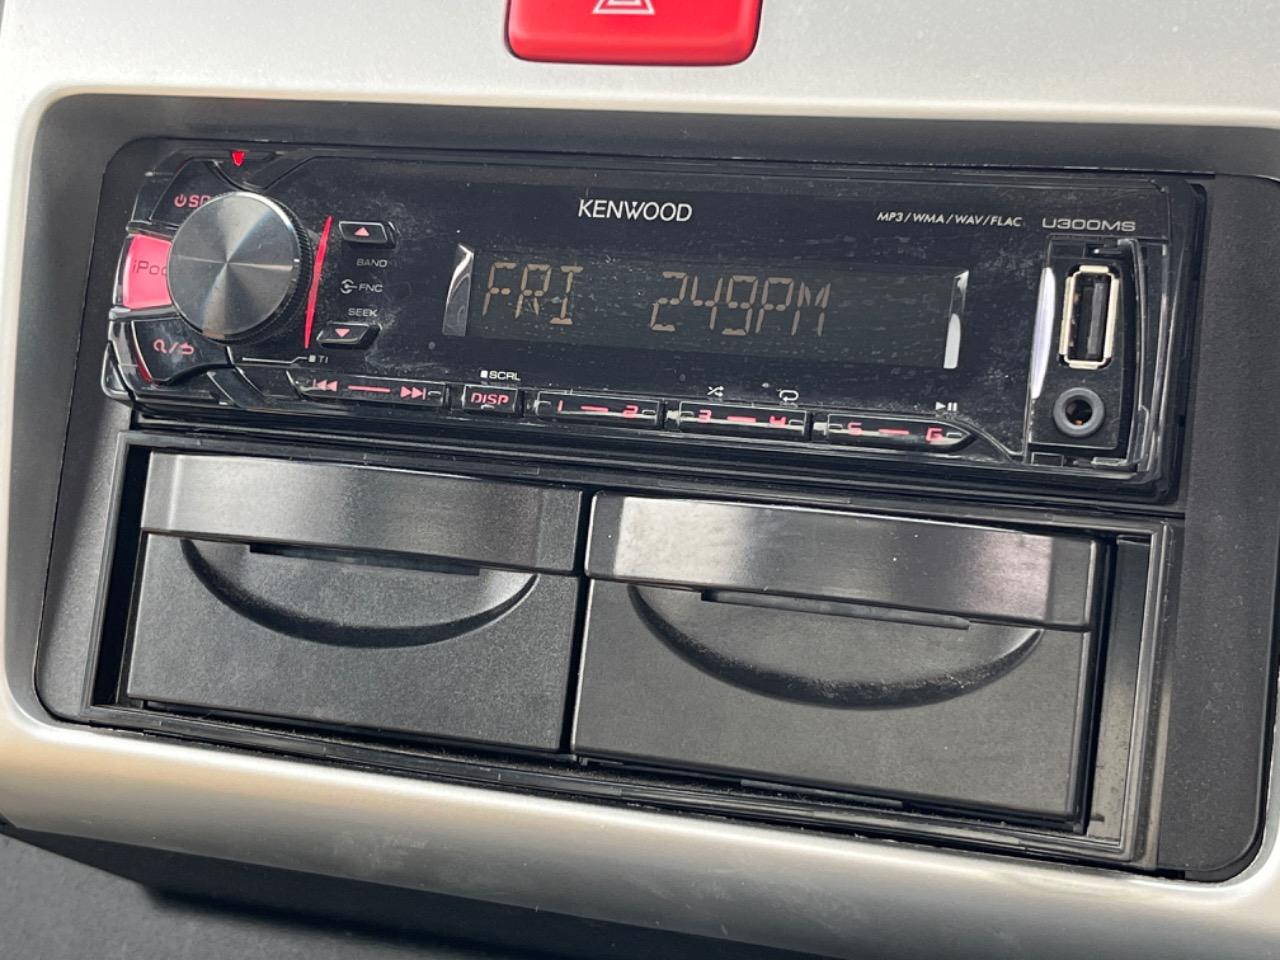 KENWOOD
MP3/WMA/WAV/FLAC U300MS
BAND
FNC
SEEK
FRI 249PM
TI
SCRL
DISP
1 2
3 4
5 6